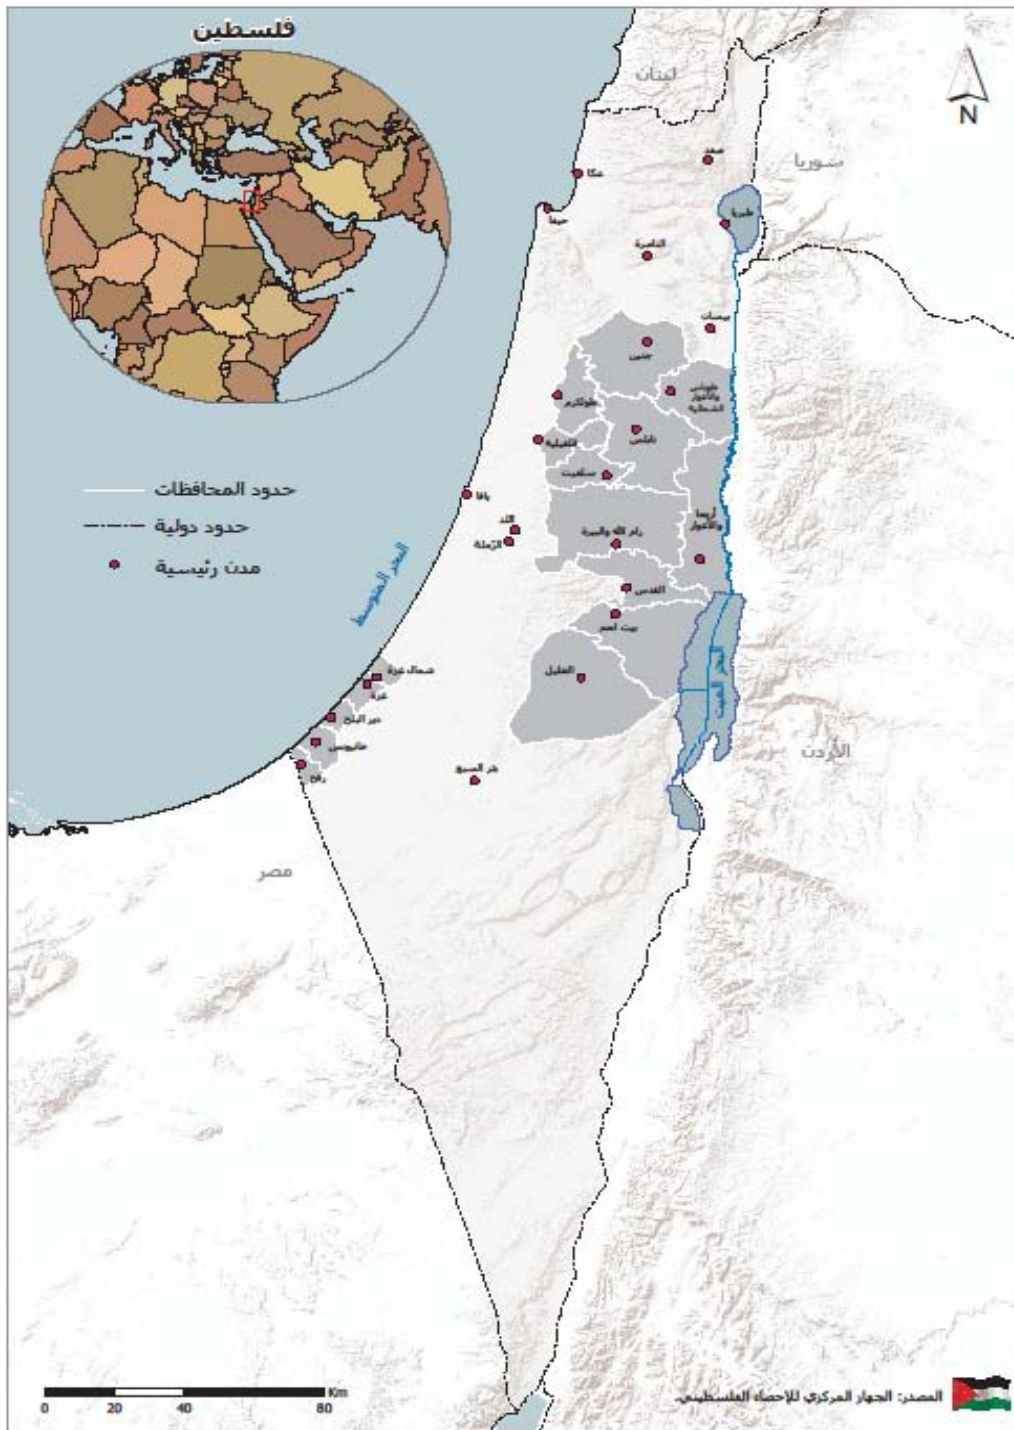 فلسطين
لبنان
N
سوريا
صفد
عكا
طبريا
حيفا
الناصرة
بيسان
جنين
طوباس
والأغوار
الشمالية
طولكرم
نابلس
قلقيلية
سلفيت
حدود المحافظات
حدود دولية
مدن رئيسية
يافا
اللد
الرملة
أريحا
والأغوار
رام الله والبيرة
البحر المتوسط
القدس
بيت لحم
الخليل
البحر الميت
شمال غزة
غزة
دير البلح
خانيونس
رفح
بئر السبع
الأردن
مصر
Km
0 20 40 80
المصدر: الجهاز المركزي للإحصاء الفلسطيني.